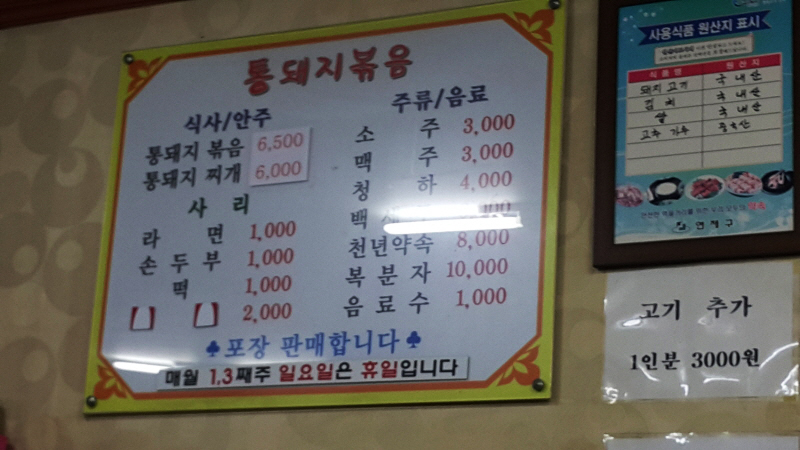 통돼지볶음
식사/안주
통돼지 볶음 6,500
통돼지 찌개 6,000
사 리
라 면 1,000
손 두 부 1,000
떡 1,000
2,000
주류/음료
소 주 3,000
맥 주 3,000
청 하 4,000
백
천년약속 8,000
복 분 자 10,000
음 료 수 1,000
♣포장 판매합니다♣
매월 1,3째주 일요일은 휴일입니다
사용식품 원산지 표시
식품명 원산지
돼지고기 국내산
김치 국내산
쌀 국내산
고추가루 중국산
연제구
고기 추가
1인분 3000원